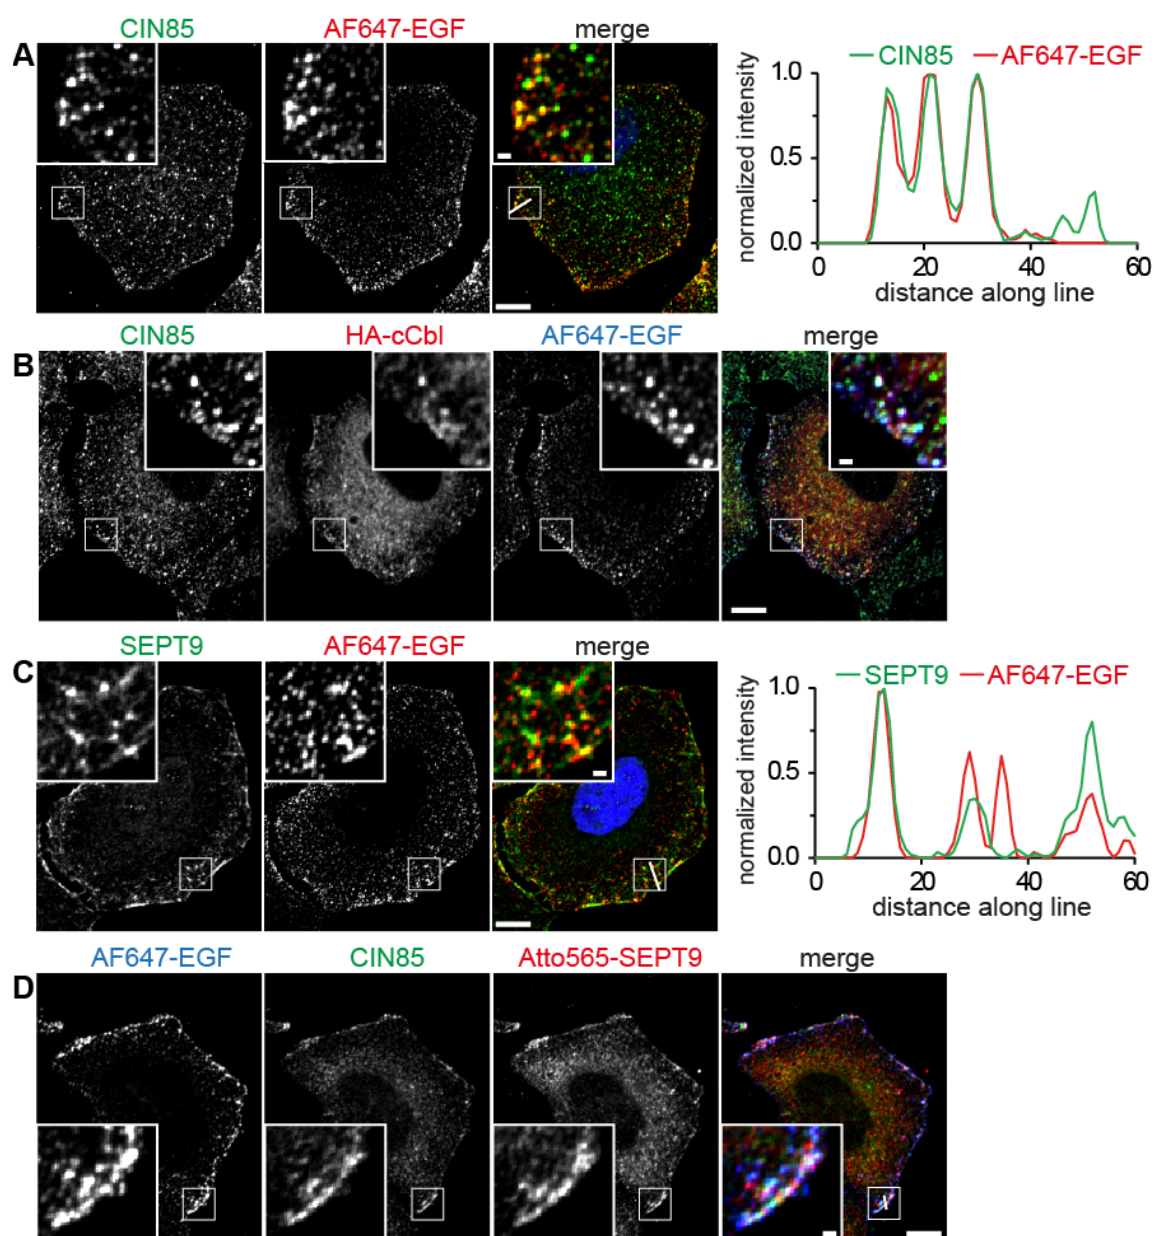 CIN85 AF647-EGF merge
A
CIN85 AF647-EGF
normalized intensity
1.0
0.5
0.0
0 20 40 60
distance along line
CIN85 HA-cCbl AF647-EGF merge
B
SEPT9 AF647-EGF merge
C
SEPT9 AF647-EGF
normalized intensity
1.0
0.5
0.0
0 20 40 60
distance along line
AF647-EGF CIN85 Atto565-SEPT9 merge
D